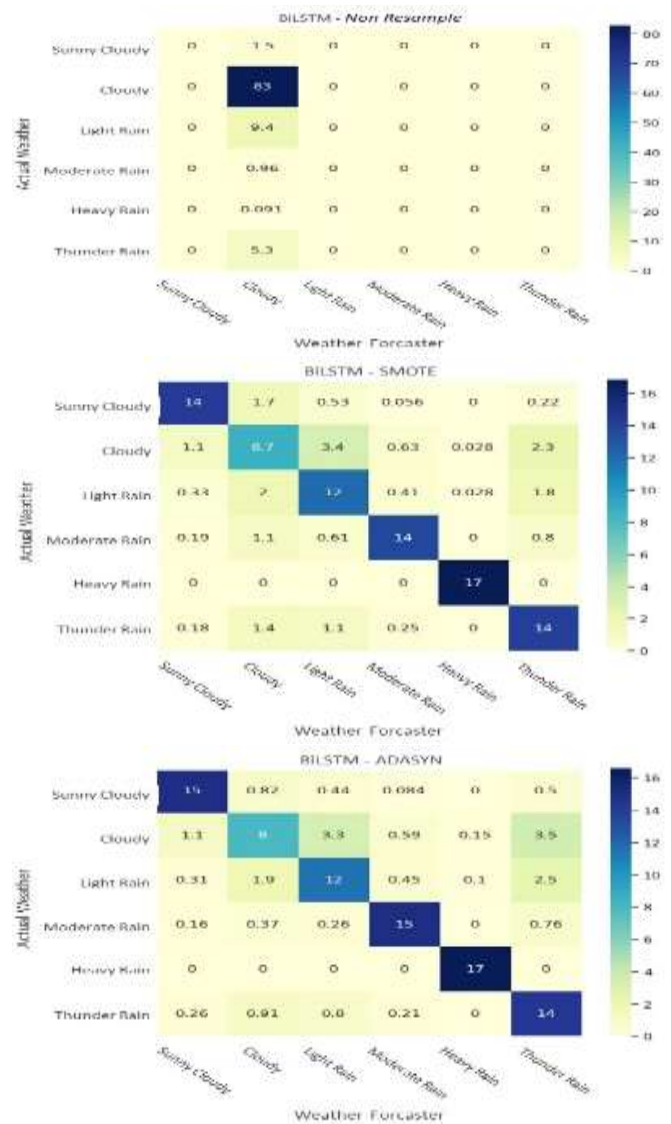 BiLSTM - Non Resample
Actual Weather
Sunny Cloudy 0 1.5 0 0 0 0
Cloudy 0 83 0 0 0 0
Light Rain 0 9.4 0 0 0 0
Moderate Rain 0 0.96 0 0 0 0
Heavy Rain 0 0.091 0 0 0 0
Thunder Rain 0 5.3 0 0 0 0
Sunny Cloudy Cloudy Light Rain Moderate Rain Heavy Rain Thunder Rain
Weather Forcaster
80
70
60
50
40
30
20
10
0
BiLSTM - SMOTE
Actual Weather
Sunny Cloudy 14 1.7 0.53 0.056 0 0.22
Cloudy 1.1 8.7 3.4 0.63 0.028 2.3
Light Rain 0.33 2 12 0.41 0.028 1.8
Moderate Rain 0.19 1.1 0.61 14 0 0.8
Heavy Rain 0 0 0 0 17 0
Thunder Rain 0.18 1.4 1.1 0.25 0 14
Sunny Cloudy Cloudy Light Rain Moderate Rain Heavy Rain Thunder Rain
Weather Forcaster
16
14
12
10
8
6
4
2
0
BiLSTM - ADASYN
Actual Weather
Sunny Cloudy 15 0.82 0.44 0.084 0 0.5
Cloudy 1.1 8 3.3 0.59 0.15 3.5
Light Rain 0.31 1.9 12 0.45 0.1 2.5
Moderate Rain 0.16 0.37 0.26 15 0 0.76
Heavy Rain 0 0 0 0 17 0
Thunder Rain 0.26 0.91 0.8 0.21 0 14
Sunny Cloudy Cloudy Light Rain Moderate Rain Heavy Rain Thunder Rain
Weather Forcaster
16
14
12
10
8
6
4
2
0